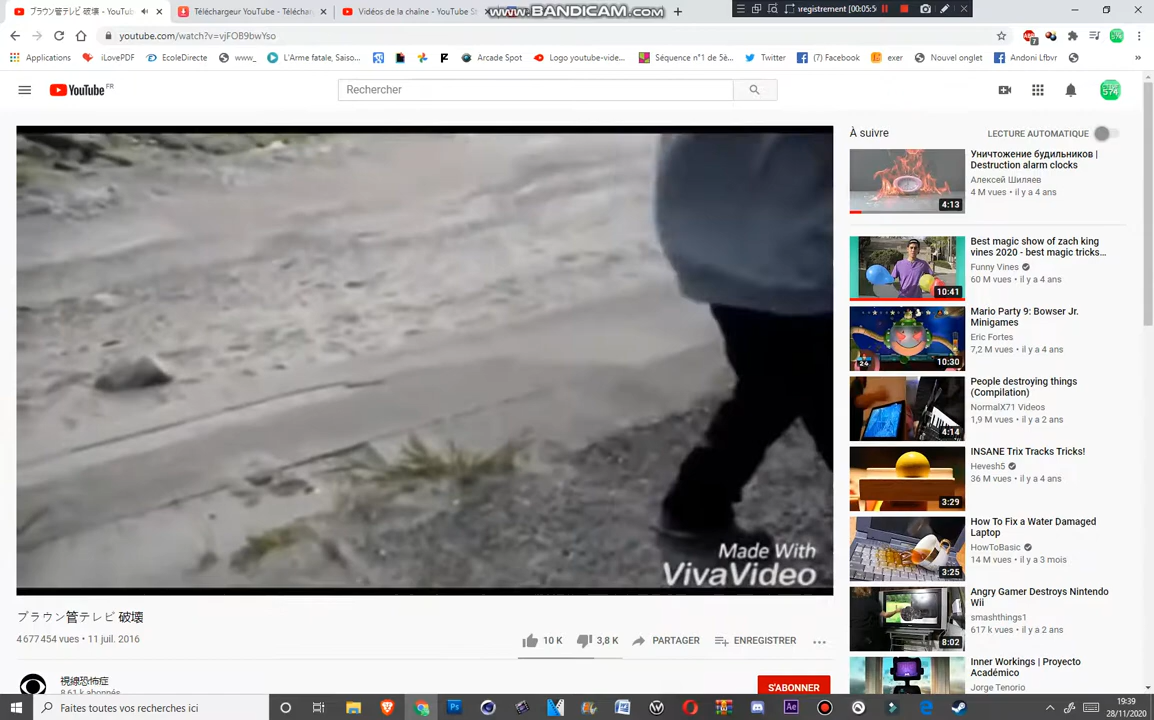 ブラウン管テレビ 破壊 - YouTub
Téléchargeur YouTube - Télécha
Vidéos de la chaîne - YouTube St
www.BANDICAM.com
registrement [00:05:5
youtube.com/watch?v=vjFOB9bwYso
Applications
iLovePDF
EcoleDirecte
www_
L'Arme fatale, Saiso...
Arcade Spot
Logo youtube-vide...
Séquence n°1 de 5è...
Twitter
(7) Facebook
exer
Nouvel onglet
Andoni Lfbvr
»
YouTube FR
Rechercher
574
À suivre
LECTURE AUTOMATIQUE
Уничтожение будильников |
Destruction alarm clocks
Алексей Шиляев
4 M vues • il y a 4 ans
4:13
Best magic show of zach king
vines 2020 - best magic tricks...
Funny Vines
60 M vues • il y a 4 ans
10:41
Mario Party 9: Bowser Jr.
Minigames
Eric Fortes
7,2 M vues • il y a 4 ans
10:30
People destroying things
(Compilation)
NormalX71 Videos
1,9 M vues • il y a 2 ans
4:14
INSANE Trix Tracks Tricks!
Hevesh5
36 M vues • il y a 4 ans
3:29
How To Fix a Water Damaged
Laptop
HowToBasic
14 M vues • il y a 3 mois
3:25
Angry Gamer Destroys Nintendo
Wii
smashthings1
617 k vues • il y a 2 ans
8:02
Inner Workings | Proyecto
Académico
Jorge Tenorio
Made With
VivaVideo
ブラウン管テレビ 破壊
4 677 454 vues • 11 juil. 2016
10 K
3,8 K
PARTAGER
ENREGISTRER
視線恐怖症
8,61 k abonnés
S'ABONNER
Faites toutes vos recherches ici
19:39
28/11/2020